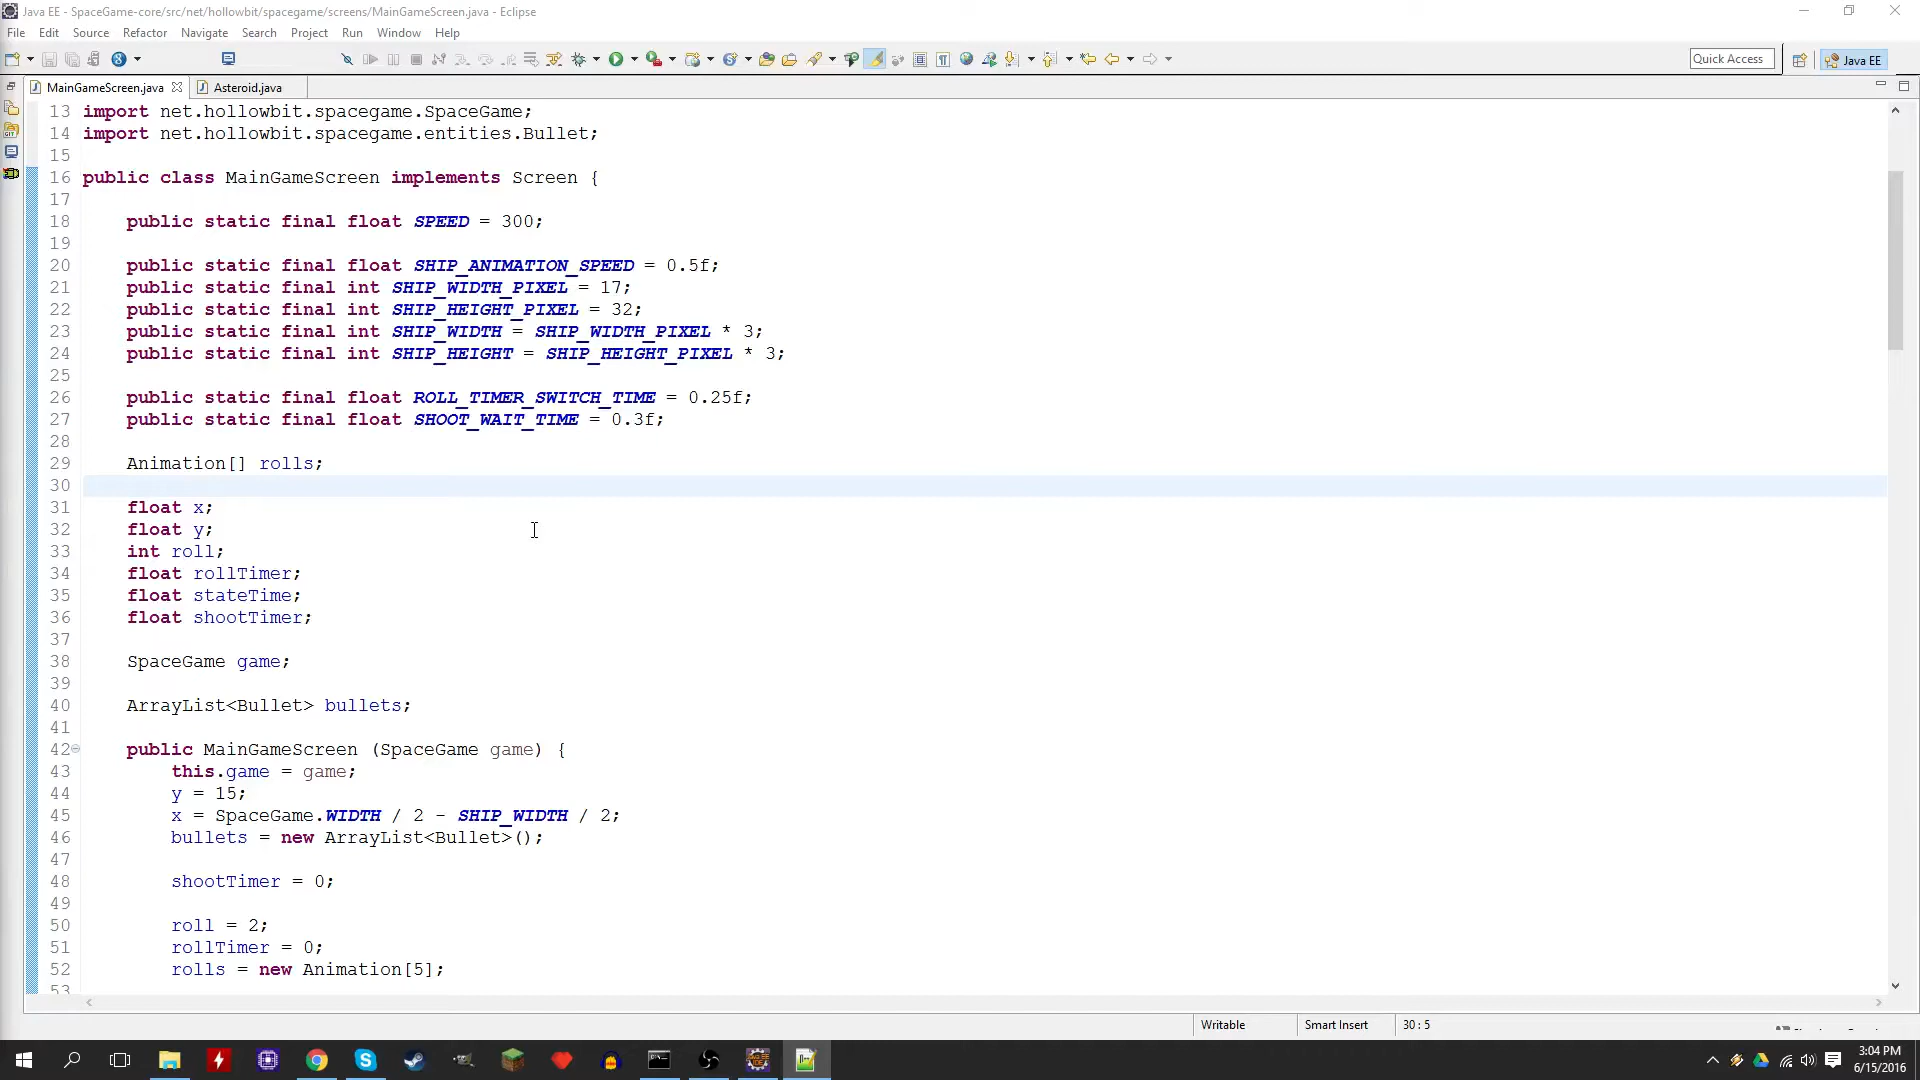 Java EE - SpaceGame-core/src/net/hollowbit/spacegame/screens/MainGameScreen.java - Eclipse
File Edit Source Refactor Navigate Search Project Run Window Help
Quick Access
Java EE
MainGameScreen.java
Asteroid.java
13 import net.hollowbit.spacegame.SpaceGame;
14 import net.hollowbit.spacegame.entities.Bullet;
15
16 public class MainGameScreen implements Screen {
17
18 public static final float SPEED = 300;
19
20 public static final float SHIP_ANIMATION_SPEED = 0.5f;
21 public static final int SHIP_WIDTH_PIXEL = 17;
22 public static final int SHIP_HEIGHT_PIXEL = 32;
23 public static final int SHIP_WIDTH = SHIP_WIDTH_PIXEL * 3;
24 public static final int SHIP_HEIGHT = SHIP_HEIGHT_PIXEL * 3;
25
26 public static final float ROLL_TIMER_SWITCH_TIME = 0.25f;
27 public static final float SHOOT_WAIT_TIME = 0.3f;
28
29 Animation[] rolls;
30
31 float x;
32 float y;
33 int roll;
34 float rollTimer;
35 float stateTime;
36 float shootTimer;
37
38 SpaceGame game;
39
40 ArrayList<Bullet> bullets;
41
42 public MainGameScreen (SpaceGame game) {
43 this.game = game;
44 y = 15;
45 x = SpaceGame.WIDTH / 2 - SHIP_WIDTH / 2;
46 bullets = new ArrayList<Bullet>();
47
48 shootTimer = 0;
49
50 roll = 2;
51 rollTimer = 0;
52 rolls = new Animation[5];
53
Writable
Smart Insert
30 : 5
3:04 PM
6/15/2016